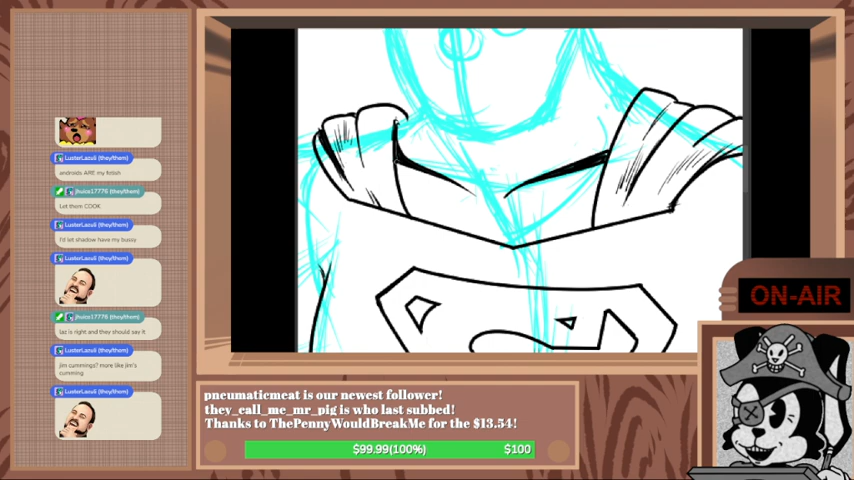 LusterLazuli (they/them)
androids ARE my fetish
jhuice17776 (they/them)
Let them COOK
LusterLazuli (they/them)
I'd let shadow have my bussy
LusterLazuli (they/them)
jhuice17776 (they/them)
laz is right and they should say it
LusterLazuli (they/them)
jim cummings? more like jim's
cumming
LusterLazuli (they/them)
ON-AIR
pneumaticmeat is our newest follower!
they_call_me_mr_pig is who last subbed!
Thanks to ThePennyWouldBreakMe for the $13.54!
$99.99(100%) $100